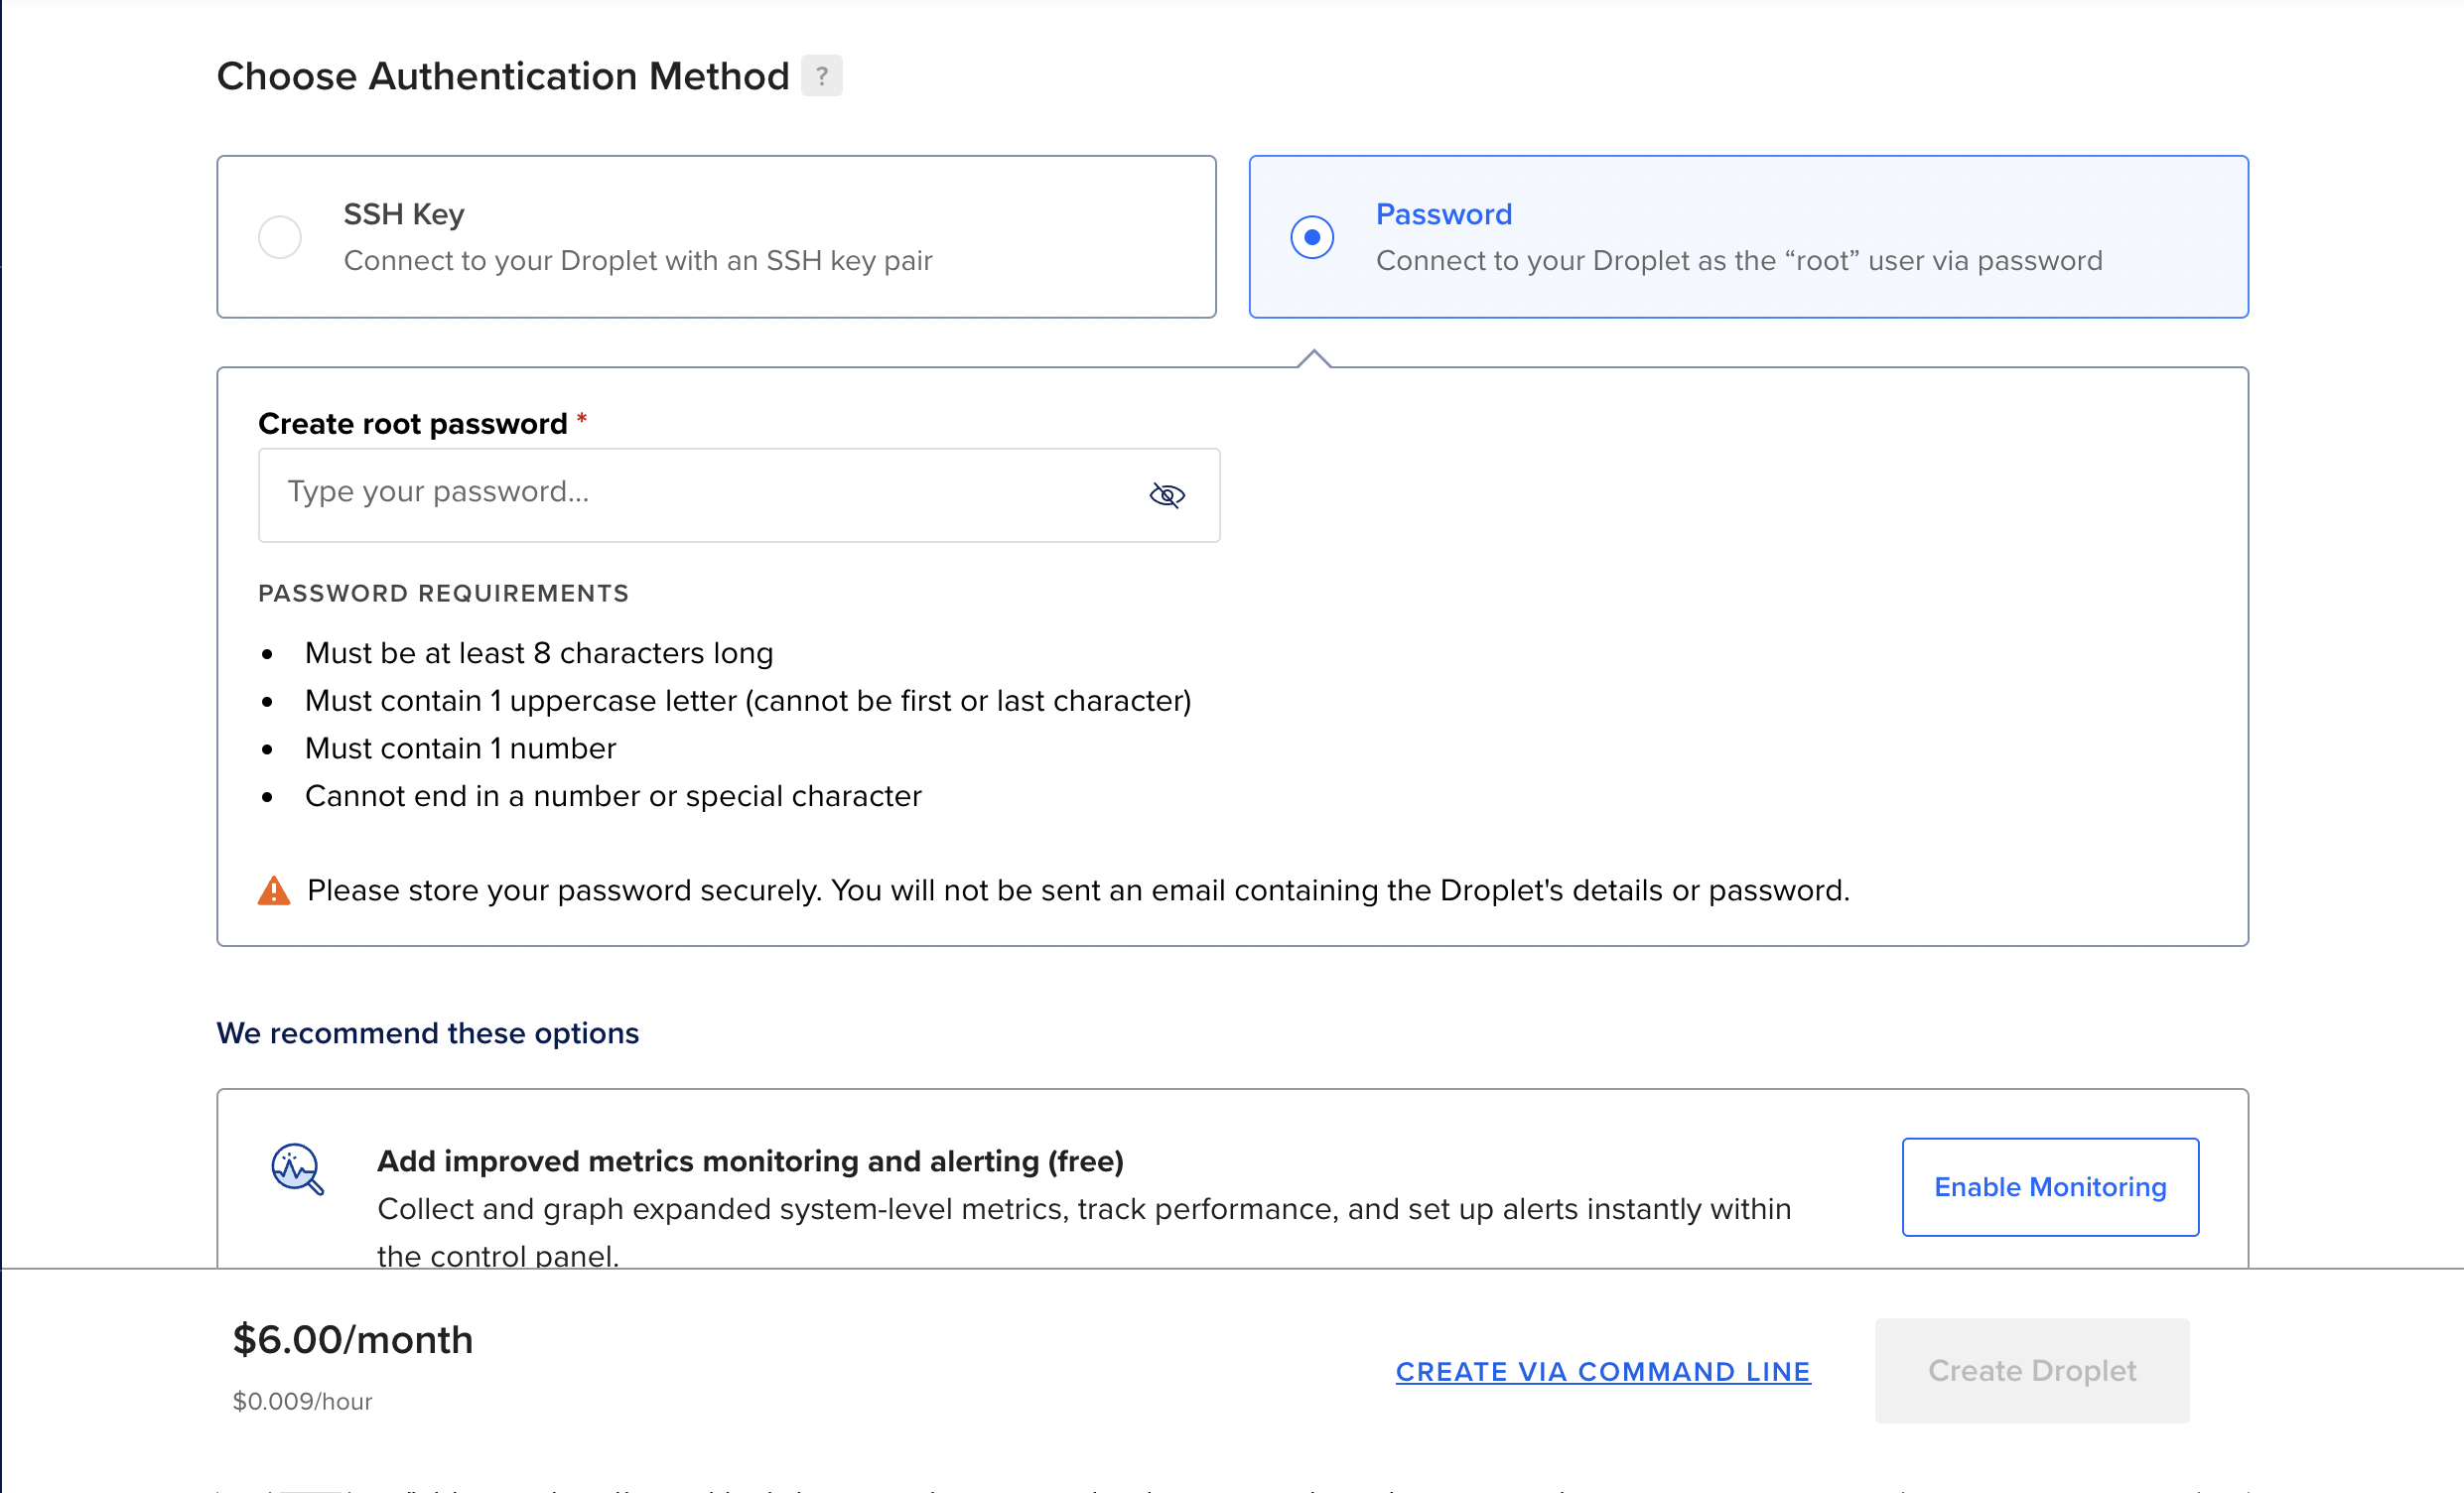 Choose Authentication Method ?
SSH Key
Connect to your Droplet with an SSH key pair
Password
Connect to your Droplet as the “root” user via password
Create root password *
Type your password...
PASSWORD REQUIREMENTS
Must be at least 8 characters long
Must contain 1 uppercase letter (cannot be first or last character)
Must contain 1 number
Cannot end in a number or special character
Please store your password securely. You will not be sent an email containing the Droplet's details or password.
We recommend these options
Add improved metrics monitoring and alerting (free)
Collect and graph expanded system-level metrics, track performance, and set up alerts instantly within
the control panel.
Enable Monitoring
$6.00/month
$0.009/hour
CREATE VIA COMMAND LINE
Create Droplet